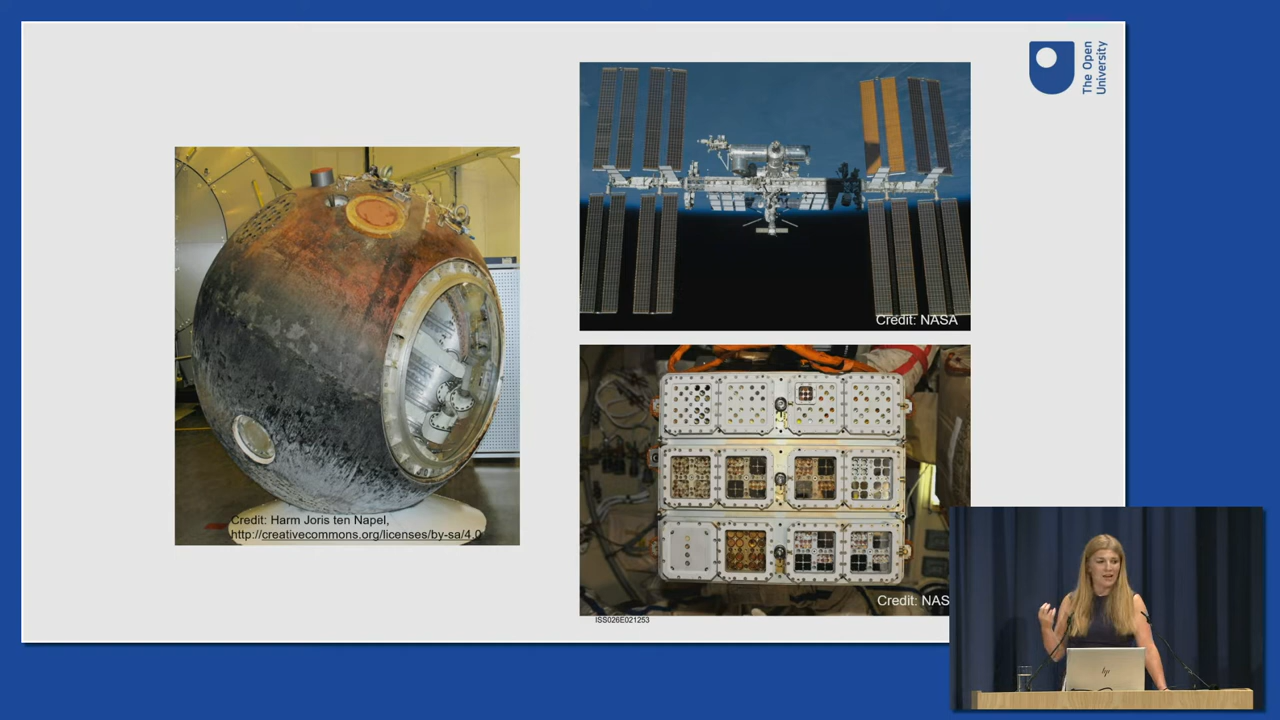 The Open
University
Credit: NASA
Credit: Harm Joris ten Napel,
http://creativecommons.org/licenses/by-sa/4.0
Credit: NAS
ISS026E021253
hp